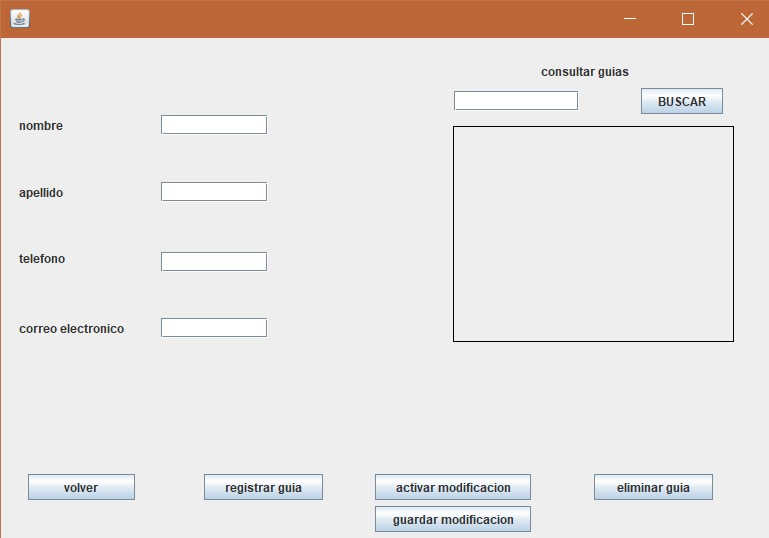 consultar guias
BUSCAR
nombre
apellido
telefono
correo electronico
volver
registrar guia
activar modificacion
eliminar guia
guardar modificacion